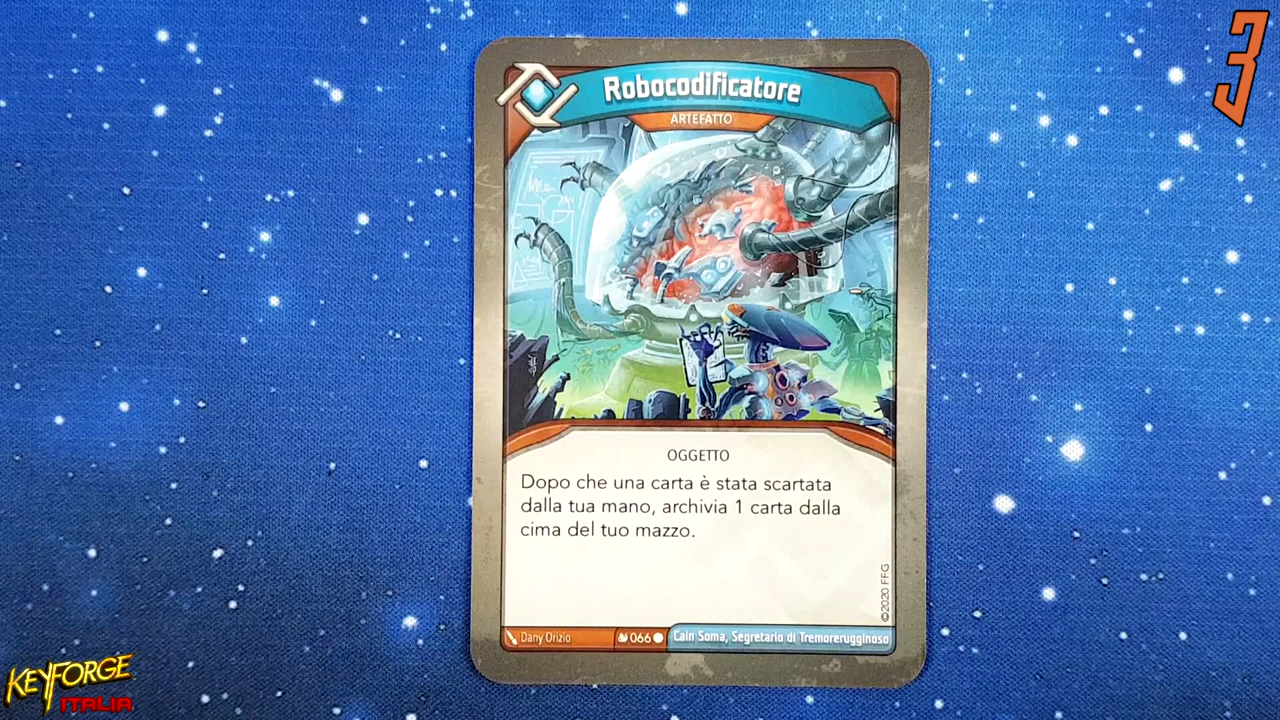 3
Robocodificatore
ARTEFATTO
OGGETTO
Dopo che una carta è stata scartata
dalla tua mano, archivia 1 carta dalla
cima del tuo mazzo.
©2020 FFG
Dany Orizio
066
Cain Soma, Segretario di Tremorerugginoso
KEYFORGE
ITALIA